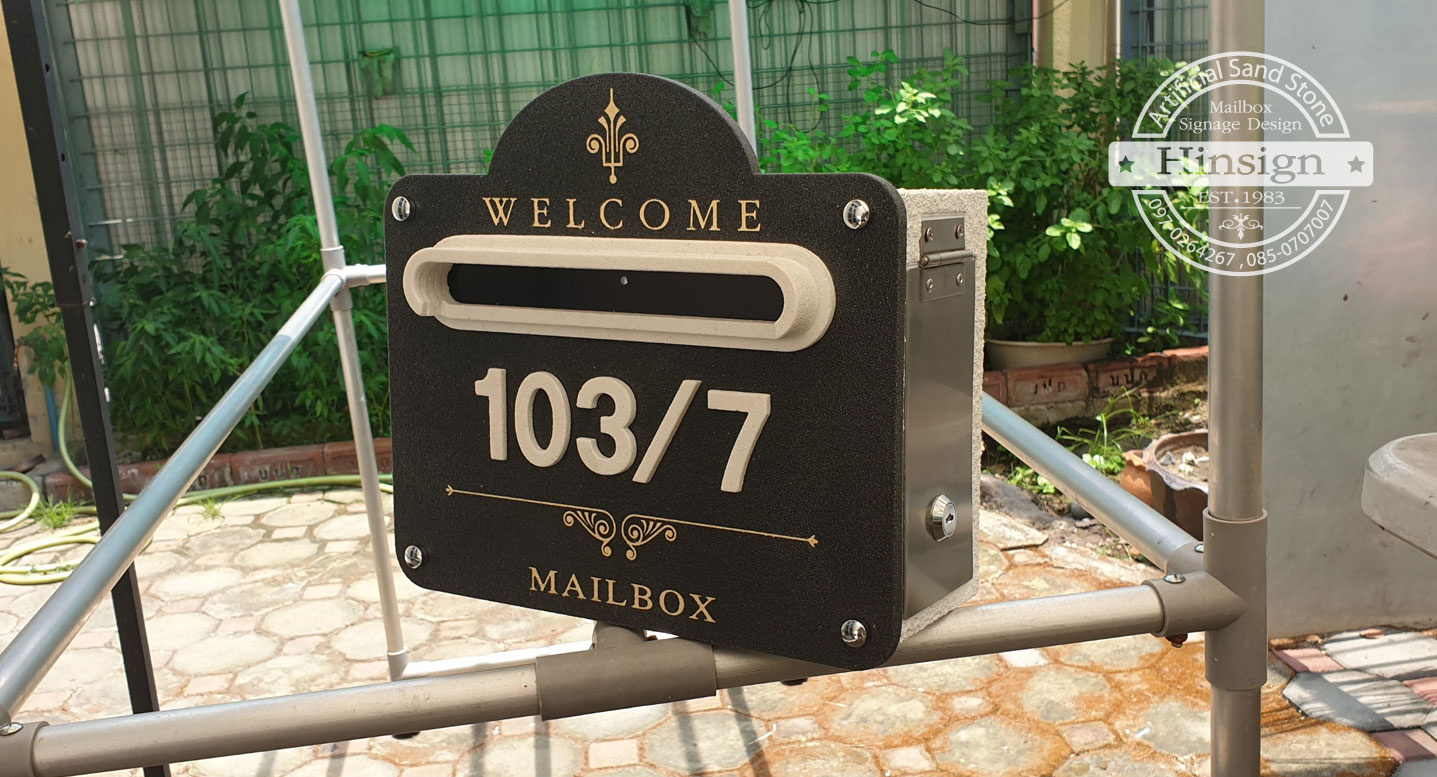 WELCOME
103/7
MAILBOX
Artificial Sand Stone
Mailbox
Signage Design
Hinsign
EST.1983
097-0264267 , 085-0707007